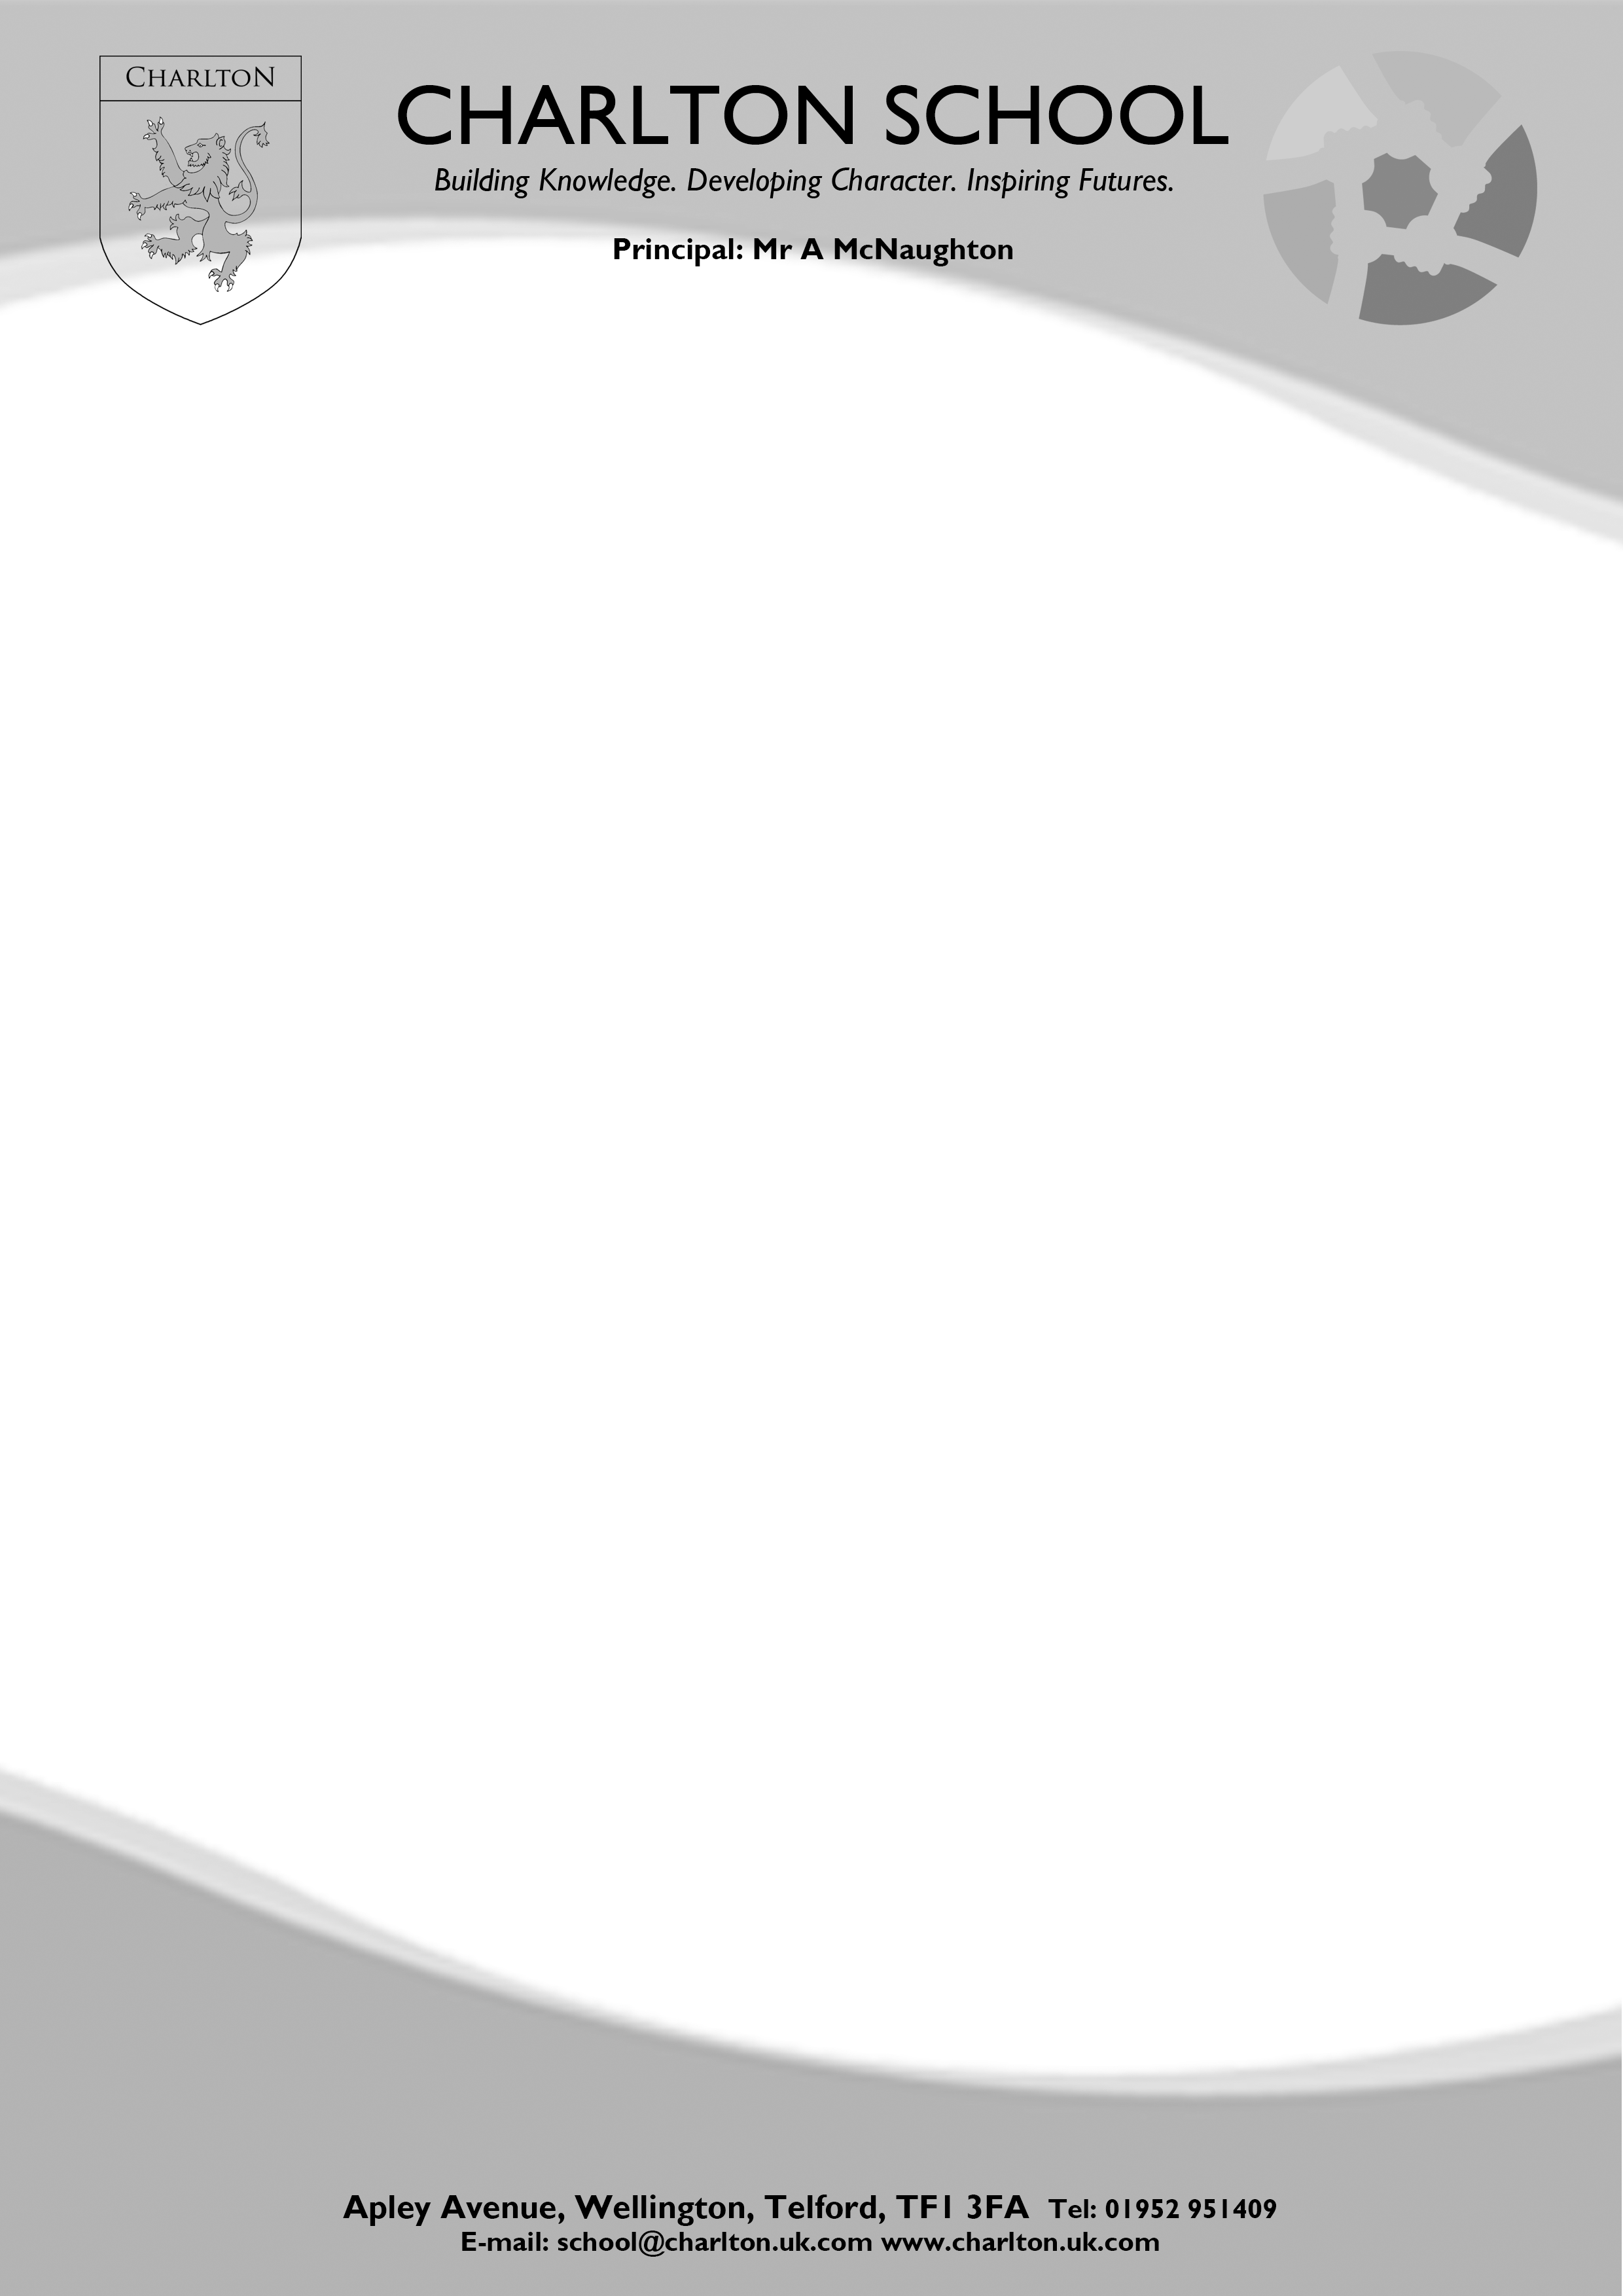 CHARLTON
CHARLTON SCHOOL
Building Knowledge. Developing Character. Inspiring Futures.
Principal: Mr A McNaughton
Apley Avenue, Wellington, Telford, TF1 3FA Tel: 01952 951409
E-mail: school@charlton.uk.com www.charlton.uk.com